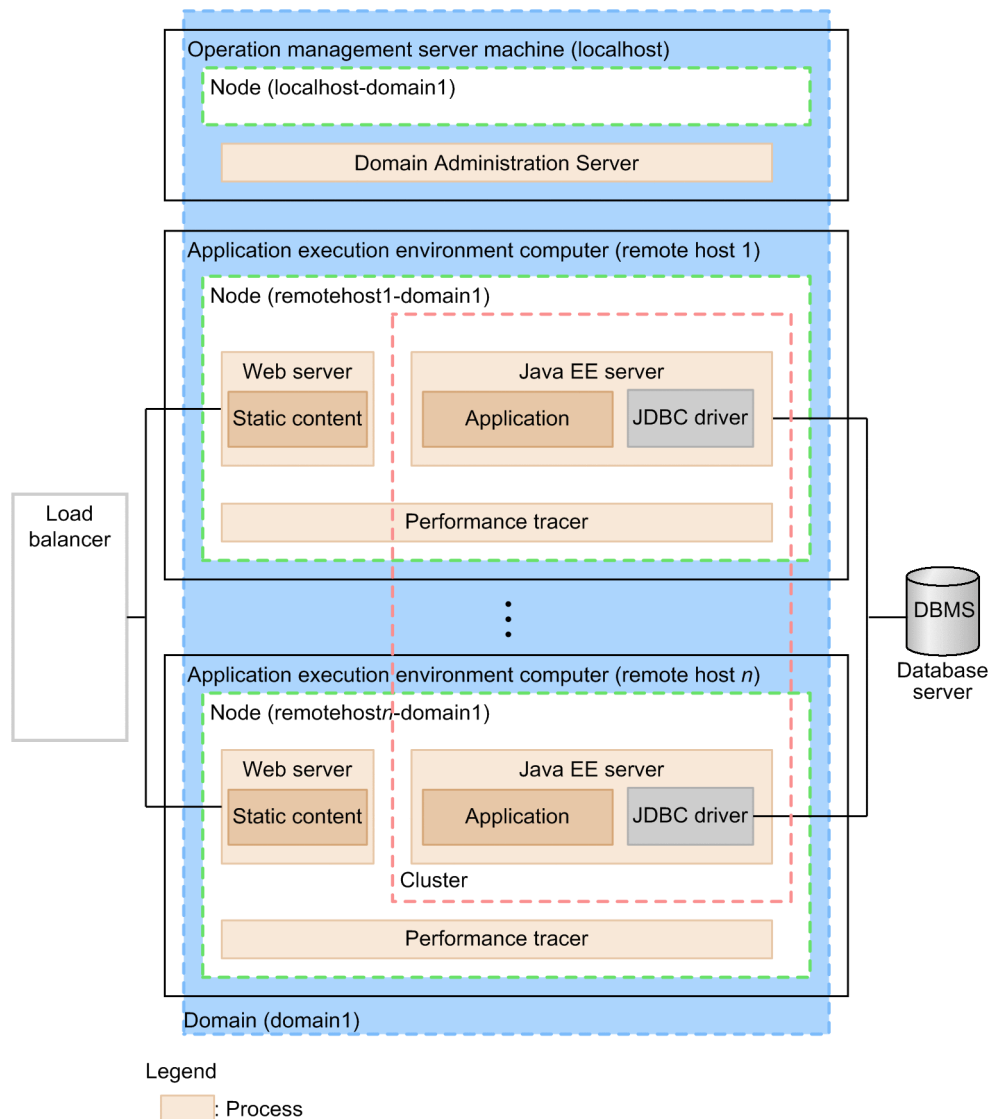 Operation management server machine (localhost)
Node (localhost-domain1)
Domain Administration Server
Application execution environment computer (remote host 1)
Node (remotehost1-domain1)
Web server
Static content
Java EE server
Application
JDBC driver
Performance tracer
Load
balancer
DBMS
Database
server
Application execution environment computer (remote host n)
Node (remotehostn-domain1)
Web server
Static content
Java EE server
Application
JDBC driver
Cluster
Performance tracer
Domain (domain1)
Legend
: Process